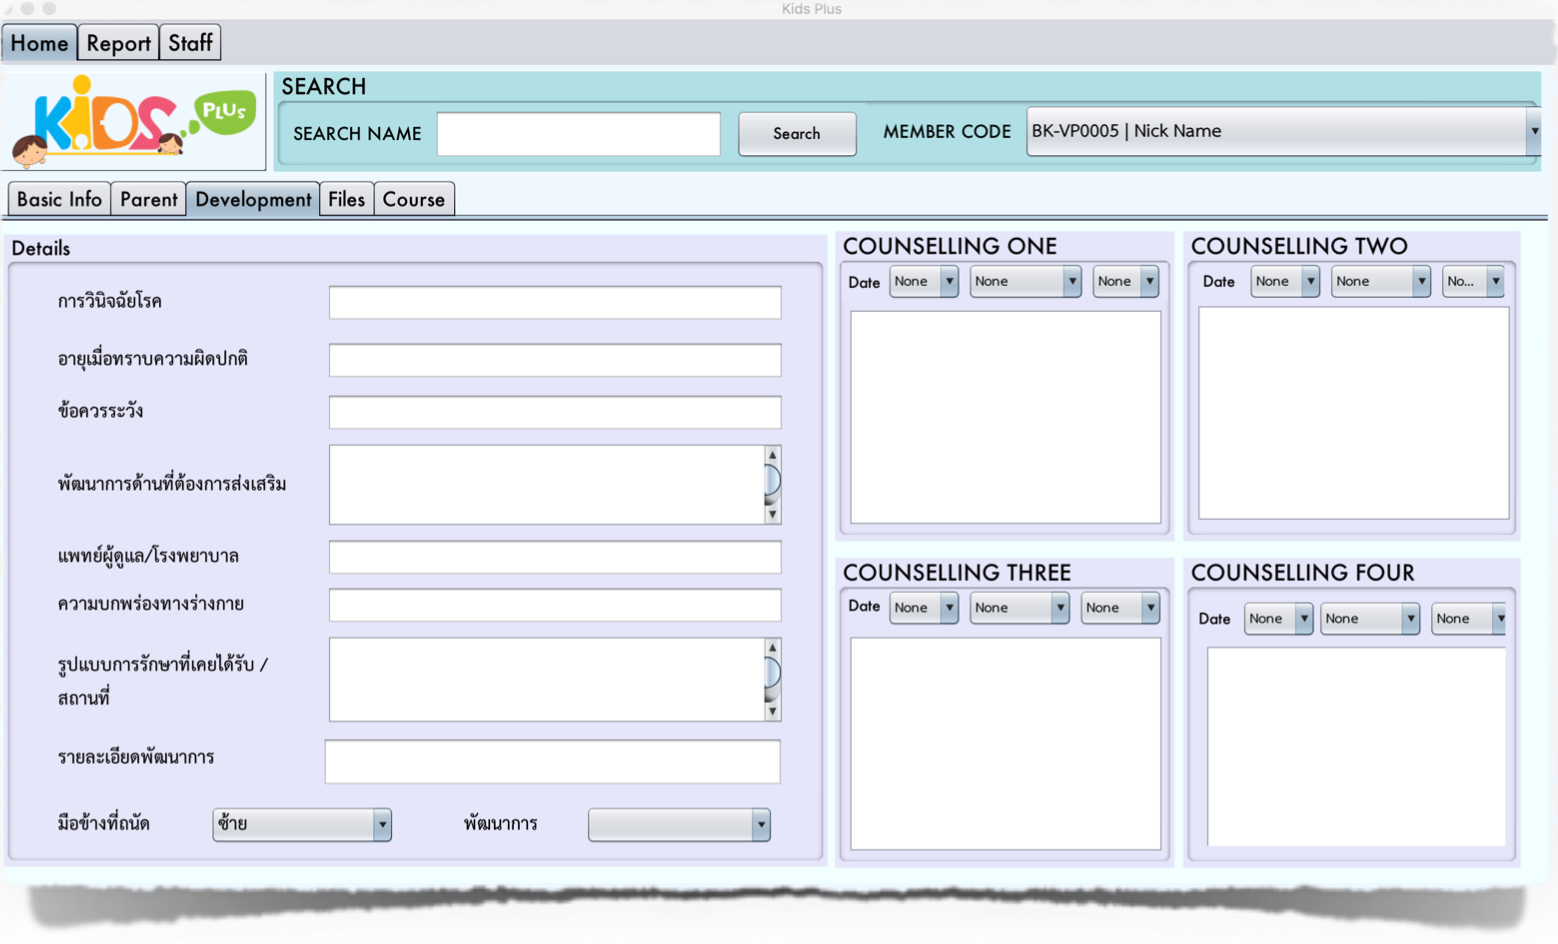 Kids Plus
Home Report Staff
KiDS PLUS
SEARCH
SEARCH NAME Search MEMBER CODE BK-VP0005 | Nick Name
Basic Info Parent Development Files Course
Details
การวินิจฉัยโรค
อายุเมื่อทราบความผิดปกติ
ข้อควรระวัง
พัฒนาการด้านที่ต้องการส่งเสริม
แพทย์ผู้ดูแล/โรงพยาบาล
ความบกพร่องทางร่างกาย
รูปแบบการรักษาที่เคยได้รับ /
สถานที่
รายละเอียดพัฒนาการ
มือข้างที่ถนัด ซ้าย พัฒนาการ
COUNSELLING ONE
Date None None None
COUNSELLING TWO
Date None None No...
COUNSELLING THREE
Date None None None
COUNSELLING FOUR
Date None None None